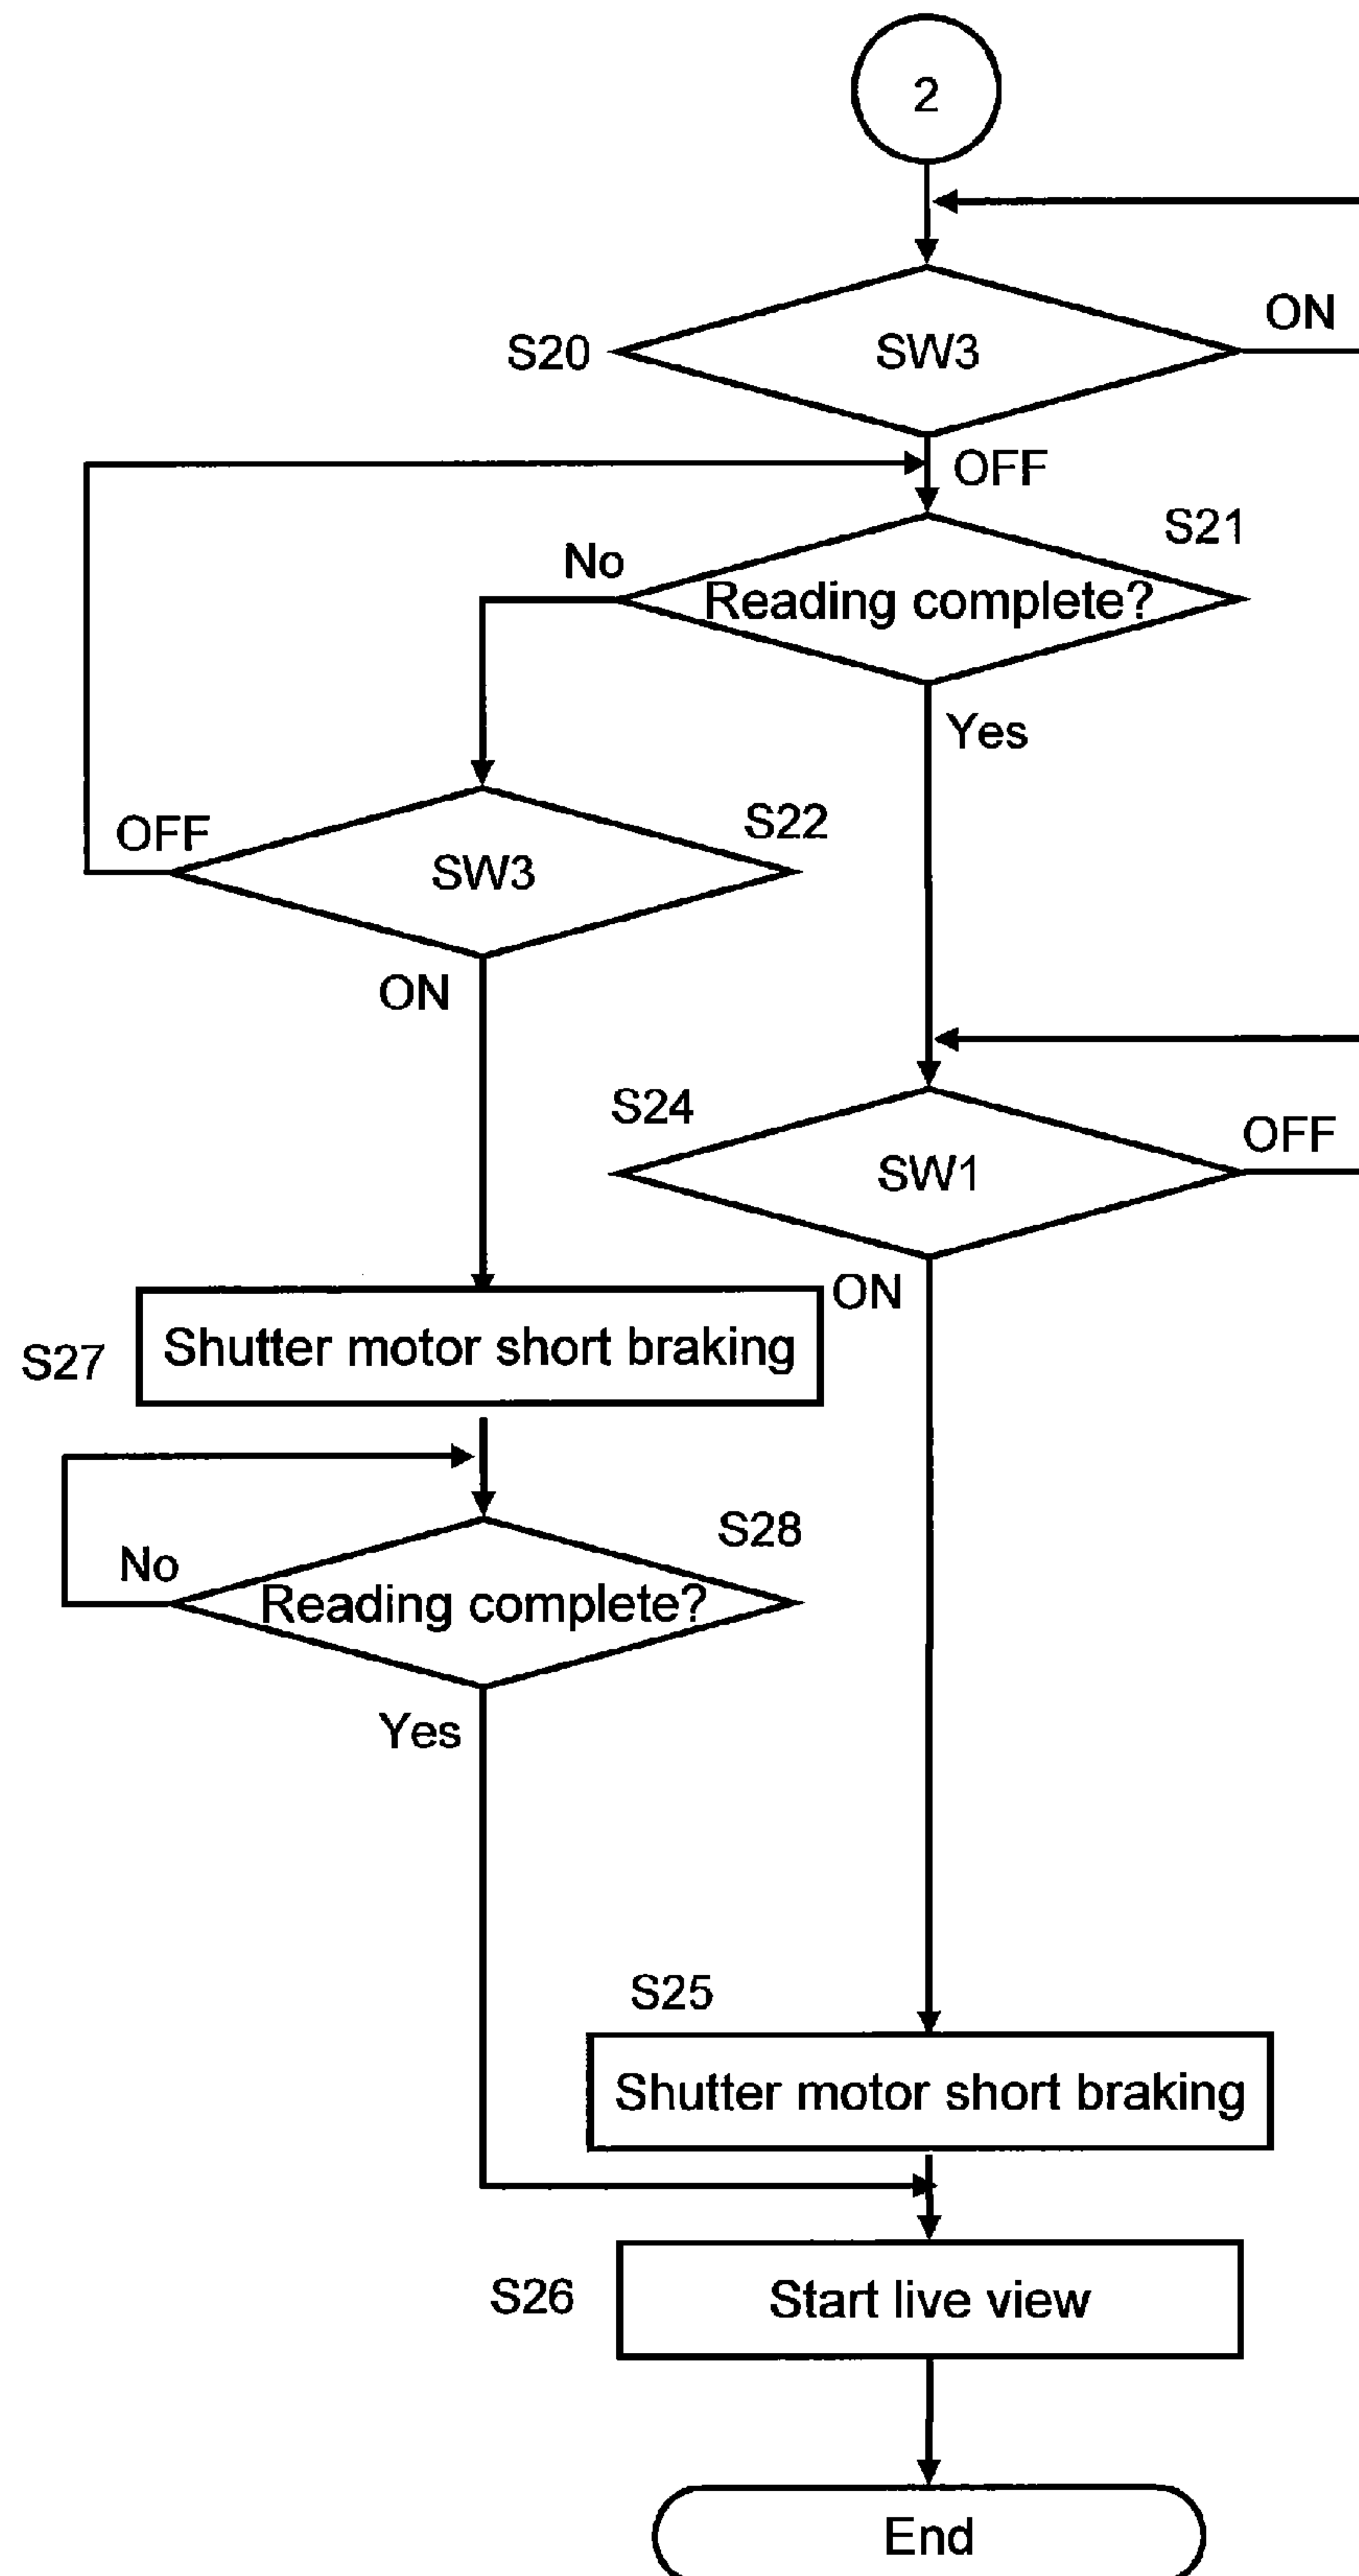 2
ON
S20
SW3
OFF
S21
No
Reading complete?
Yes
S22
OFF
SW3
ON
S24
OFF
SW1
ON
S27
Shutter motor short braking
S28
No
Reading complete?
Yes
S25
Shutter motor short braking
S26
Start live view
End